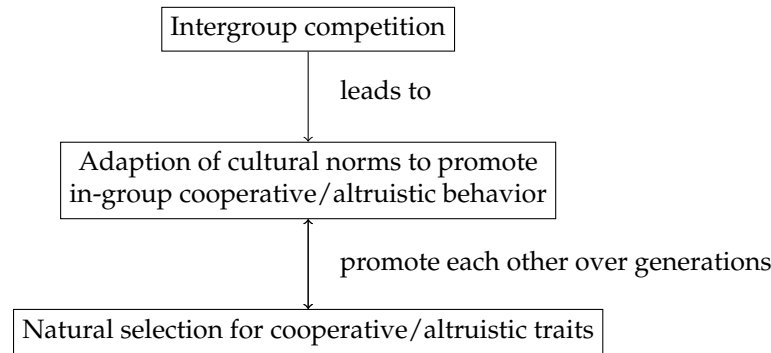 Intergroup competition
leads to
Adaption of cultural norms to promote
in-group cooperative/altruistic behavior
promote each other over generations
Natural selection for cooperative/altruistic traits